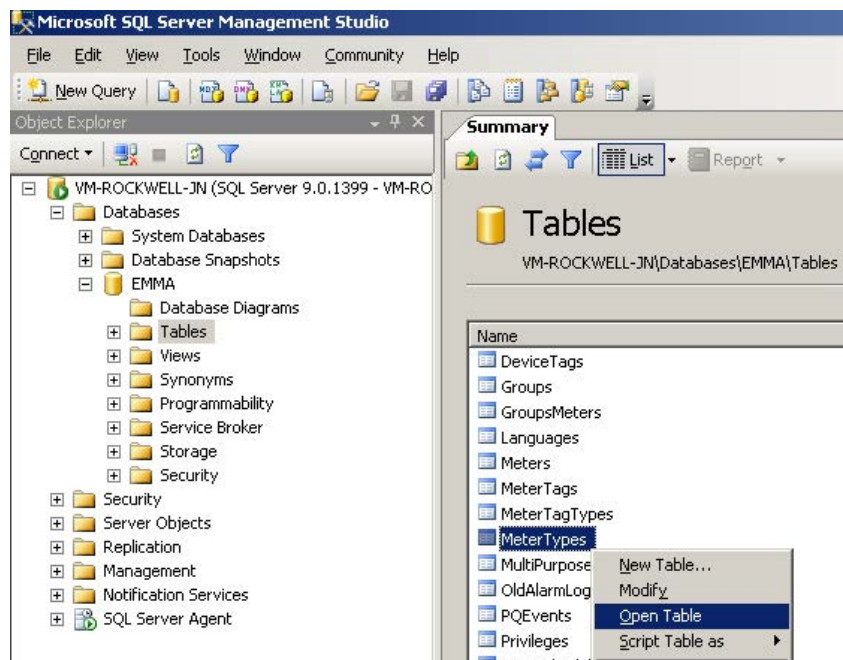 Microsoft SQL Server Management Studio
File Edit View Tools Window Community Help
New Query
Object Explorer
Connect
VM-ROCKWELL-JN (SQL Server 9.0.1399 - VM-RO
Databases
System Databases
Database Snapshots
EMMA
Database Diagrams
Tables
Views
Synonyms
Programmability
Service Broker
Storage
Security
Security
Server Objects
Replication
Management
Notification Services
SQL Server Agent
Summary
List Report
Tables
VM-ROCKWELL-JN\Databases\EMMA\Tables
Name
DeviceTags
Groups
GroupsMeters
Languages
Meters
MeterTags
MeterTagTypes
MeterTypes
MultiPurpose
OldAlarmLog
PQEvents
Privileges
New Table...
Modify
Open Table
Script Table as